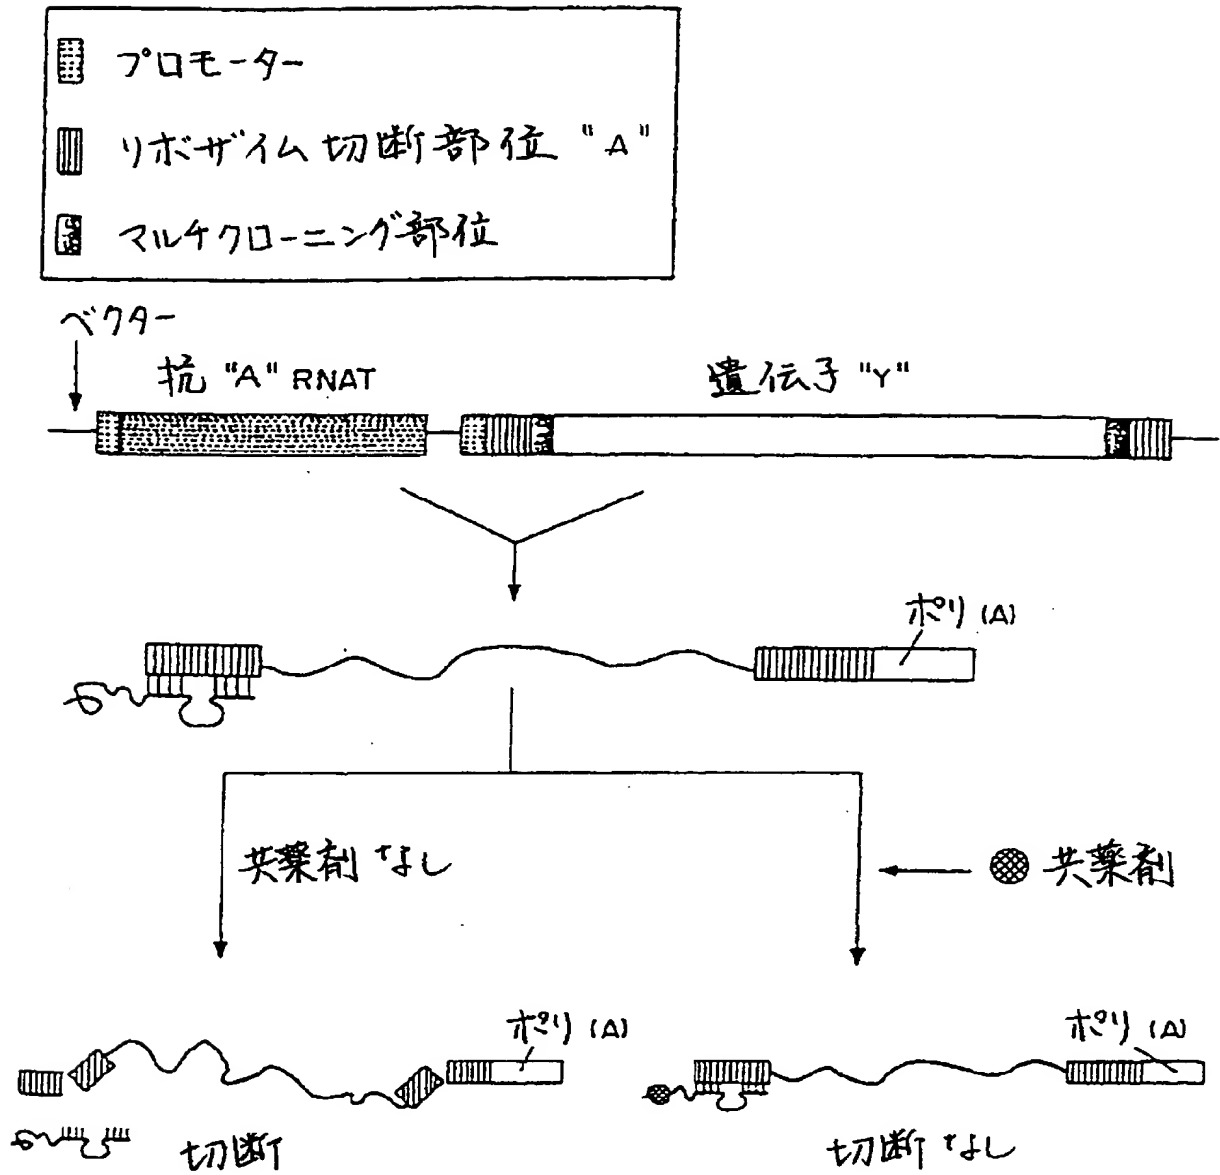 プロモーター
リボザイム切断部位 "A"
マルチクローニング部位
ベクター
抗 "A" RNAT
遺伝子 "Y"
ポリ (A)
共薬剤 なし
共薬剤
ポリ (A)
ポリ (A)
切断
切断 なし